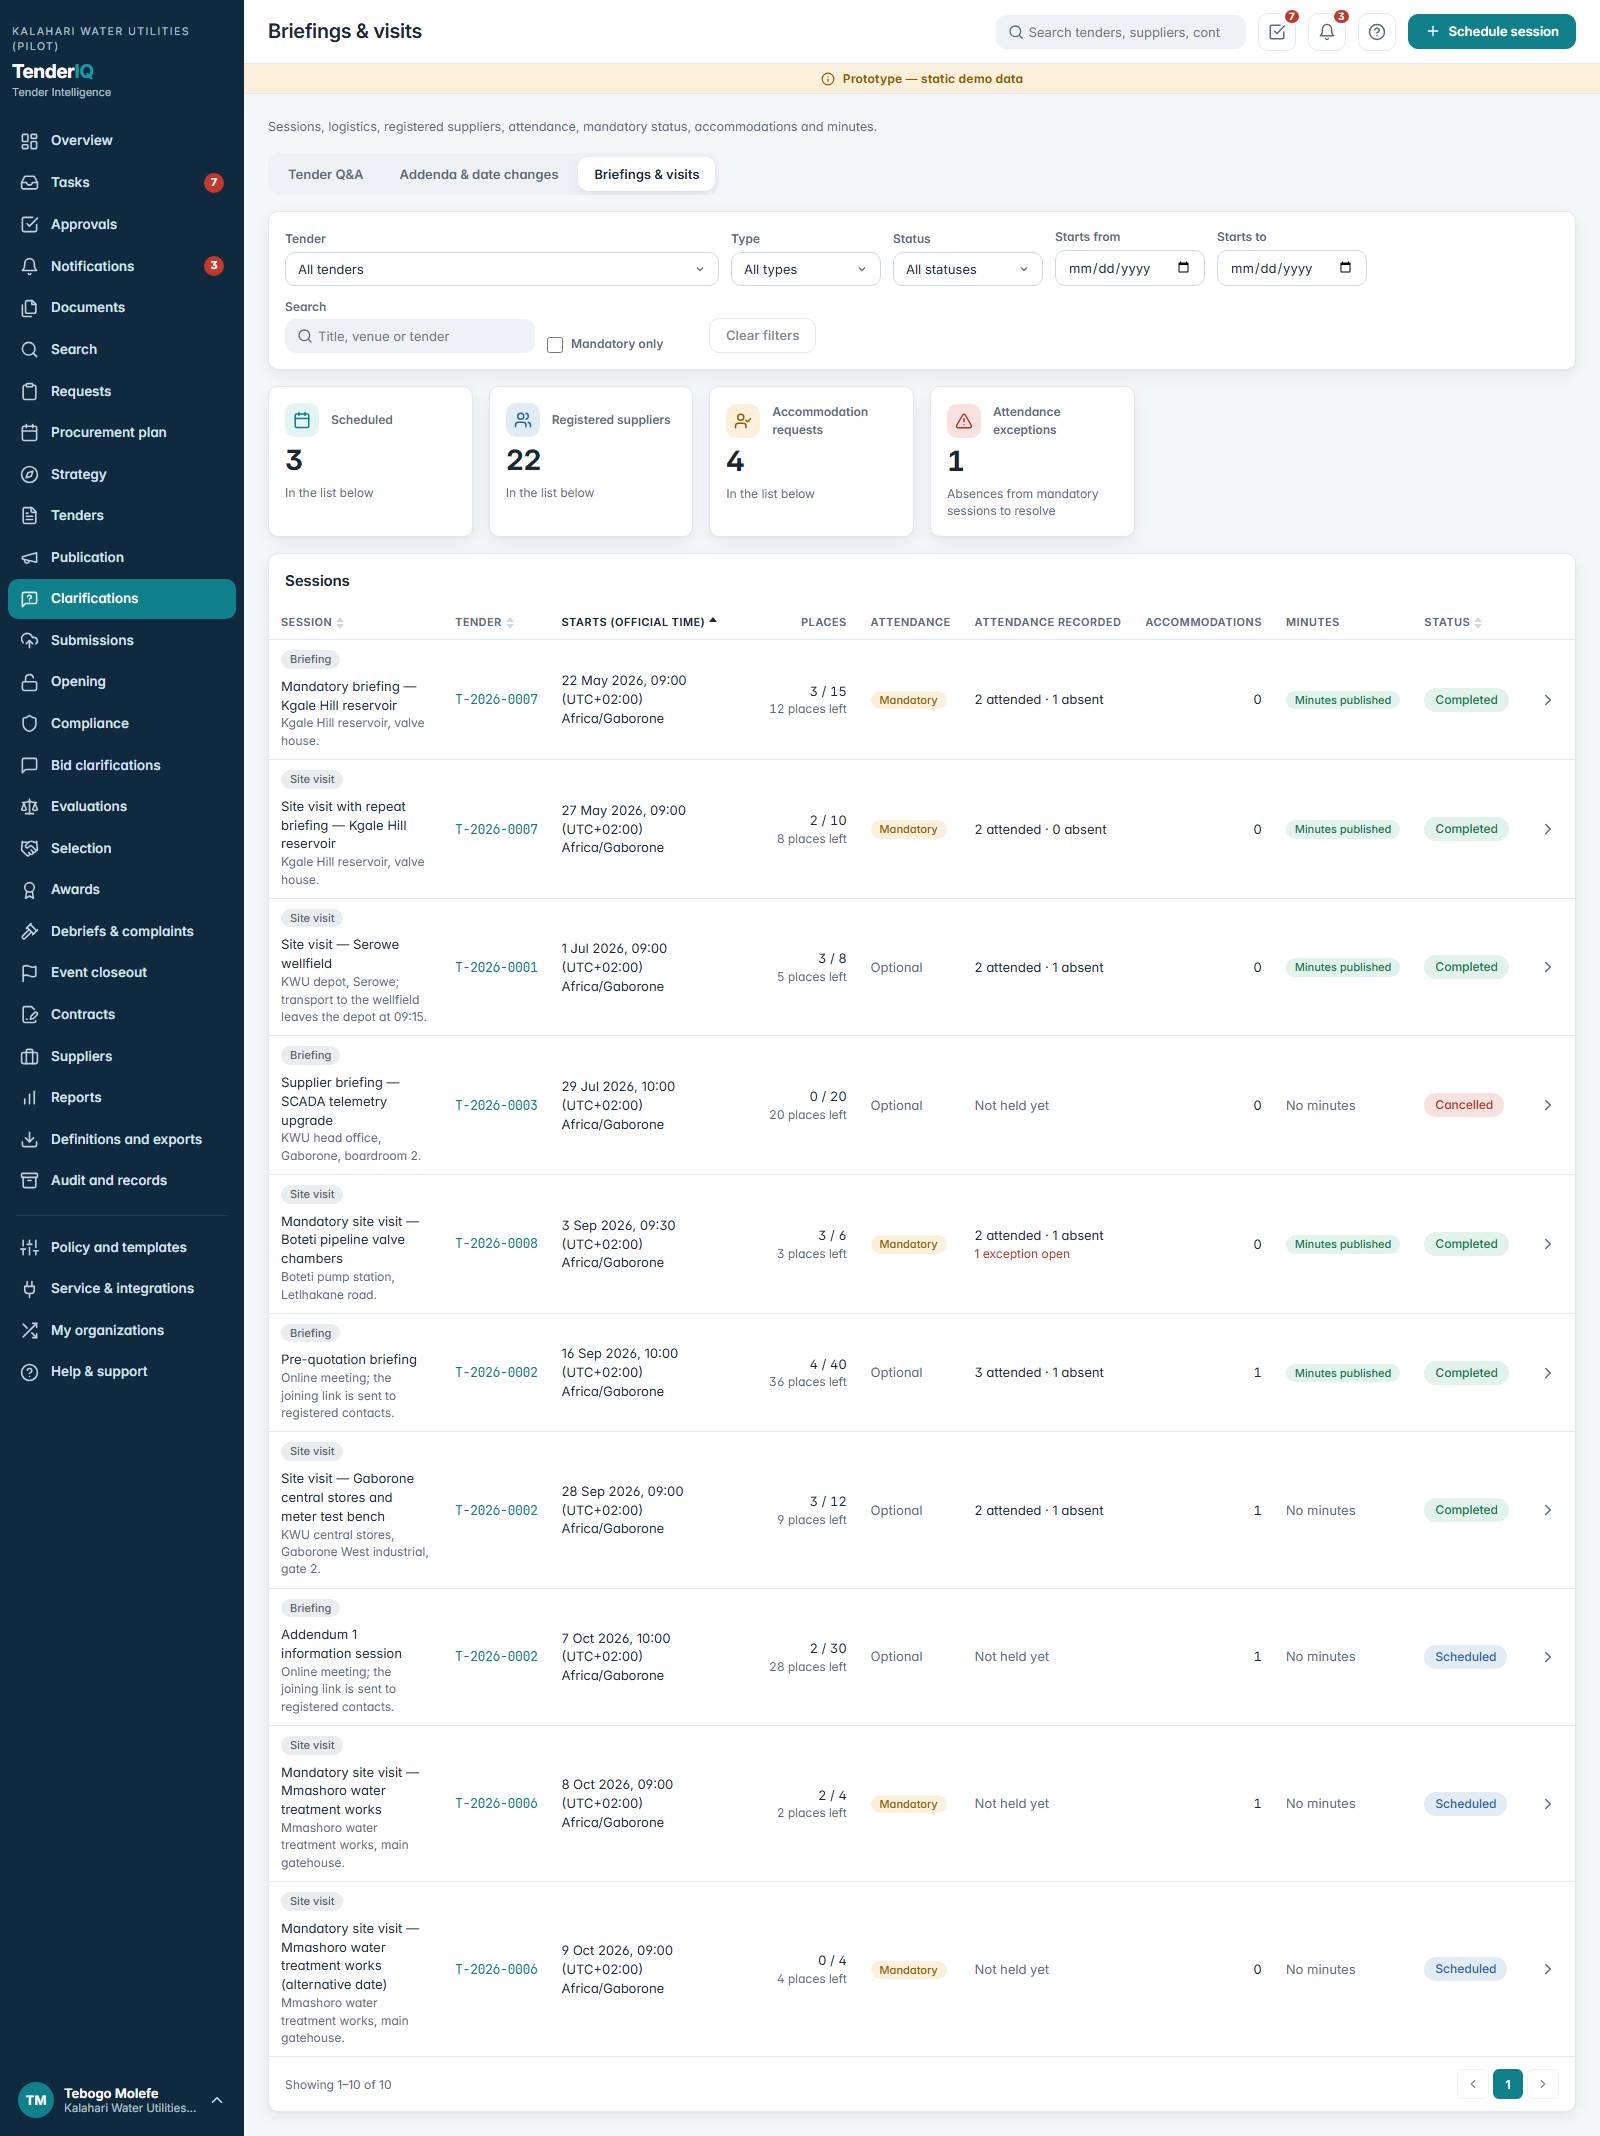 KALAHARI WATER UTILITIES
(PILOT)
TenderIQ
Tender Intelligence
Overview
Tasks 7
Approvals
Notifications 3
Documents
Search
Requests
Procurement plan
Strategy
Tenders
Publication
Clarifications
Submissions
Opening
Compliance
Bid clarifications
Evaluations
Selection
Awards
Debriefs & complaints
Event closeout
Contracts
Suppliers
Reports
Definitions and exports
Audit and records
Policy and templates
Service & integrations
My organizations
Help & support
TM
Tebogo Molefe
Kalahari Water Utilities...
Briefings & visits
Search tenders, suppliers, cont
7
3
Schedule session
Prototype — static demo data
Sessions, logistics, registered suppliers, attendance, mandatory status, accommodations and minutes.
Tender Q&A Addenda & date changes Briefings & visits
Tender Type Status Starts from Starts to
All tenders All types All statuses mm/dd/yyyy mm/dd/yyyy
Search
Title, venue or tender Mandatory only Clear filters
Scheduled
3
In the list below
Registered suppliers
22
In the list below
Accommodation
requests
4
In the list below
Attendance
exceptions
1
Absences from mandatory
sessions to resolve
Sessions
SESSION TENDER STARTS (OFFICIAL TIME) PLACES ATTENDANCE ATTENDANCE RECORDED ACCOMMODATIONS MINUTES STATUS
Briefing
Mandatory briefing —
Kgale Hill reservoir
Kgale Hill reservoir, valve
house.
T-2026-0007
22 May 2026, 09:00
(UTC+02:00)
Africa/Gaborone
3 / 15
12 places left
Mandatory
2 attended · 1 absent
0
Minutes published
Completed
Site visit
Site visit with repeat
briefing — Kgale Hill
reservoir
Kgale Hill reservoir, valve
house.
T-2026-0007
27 May 2026, 09:00
(UTC+02:00)
Africa/Gaborone
2 / 10
8 places left
Mandatory
2 attended · 0 absent
0
Minutes published
Completed
Site visit
Site visit — Serowe
wellfield
KWU depot, Serowe;
transport to the wellfield
leaves the depot at 09:15.
T-2026-0001
1 Jul 2026, 09:00
(UTC+02:00)
Africa/Gaborone
3 / 8
5 places left
Optional
2 attended · 1 absent
0
Minutes published
Completed
Briefing
Supplier briefing —
SCADA telemetry
upgrade
KWU head office,
Gaborone, boardroom 2.
T-2026-0003
29 Jul 2026, 10:00
(UTC+02:00)
Africa/Gaborone
0 / 20
20 places left
Optional
Not held yet
0
No minutes
Cancelled
Site visit
Mandatory site visit —
Boteti pipeline valve
chambers
Boteti pump station,
Letlhakane road.
T-2026-0008
3 Sep 2026, 09:30
(UTC+02:00)
Africa/Gaborone
3 / 6
3 places left
Mandatory
2 attended · 1 absent
1 exception open
0
Minutes published
Completed
Briefing
Pre-quotation briefing
Online meeting; the
joining link is sent to
registered contacts.
T-2026-0002
16 Sep 2026, 10:00
(UTC+02:00)
Africa/Gaborone
4 / 40
36 places left
Optional
3 attended · 1 absent
1
Minutes published
Completed
Site visit
Site visit — Gaborone
central stores and
meter test bench
KWU central stores,
Gaborone West industrial,
gate 2.
T-2026-0002
28 Sep 2026, 09:00
(UTC+02:00)
Africa/Gaborone
3 / 12
9 places left
Optional
2 attended · 1 absent
1
No minutes
Completed
Briefing
Addendum 1
information session
Online meeting; the
joining link is sent to
registered contacts.
T-2026-0002
7 Oct 2026, 10:00
(UTC+02:00)
Africa/Gaborone
2 / 30
28 places left
Optional
Not held yet
1
No minutes
Scheduled
Site visit
Mandatory site visit —
Mmashoro water
treatment works
Mmashoro water
treatment works, main
gatehouse.
T-2026-0006
8 Oct 2026, 09:00
(UTC+02:00)
Africa/Gaborone
2 / 4
2 places left
Mandatory
Not held yet
1
No minutes
Scheduled
Site visit
Mandatory site visit —
Mmashoro water
treatment works
(alternative date)
Mmashoro water
treatment works, main
gatehouse.
T-2026-0006
9 Oct 2026, 09:00
(UTC+02:00)
Africa/Gaborone
0 / 4
4 places left
Mandatory
Not held yet
0
No minutes
Scheduled
Showing 1–10 of 10
1